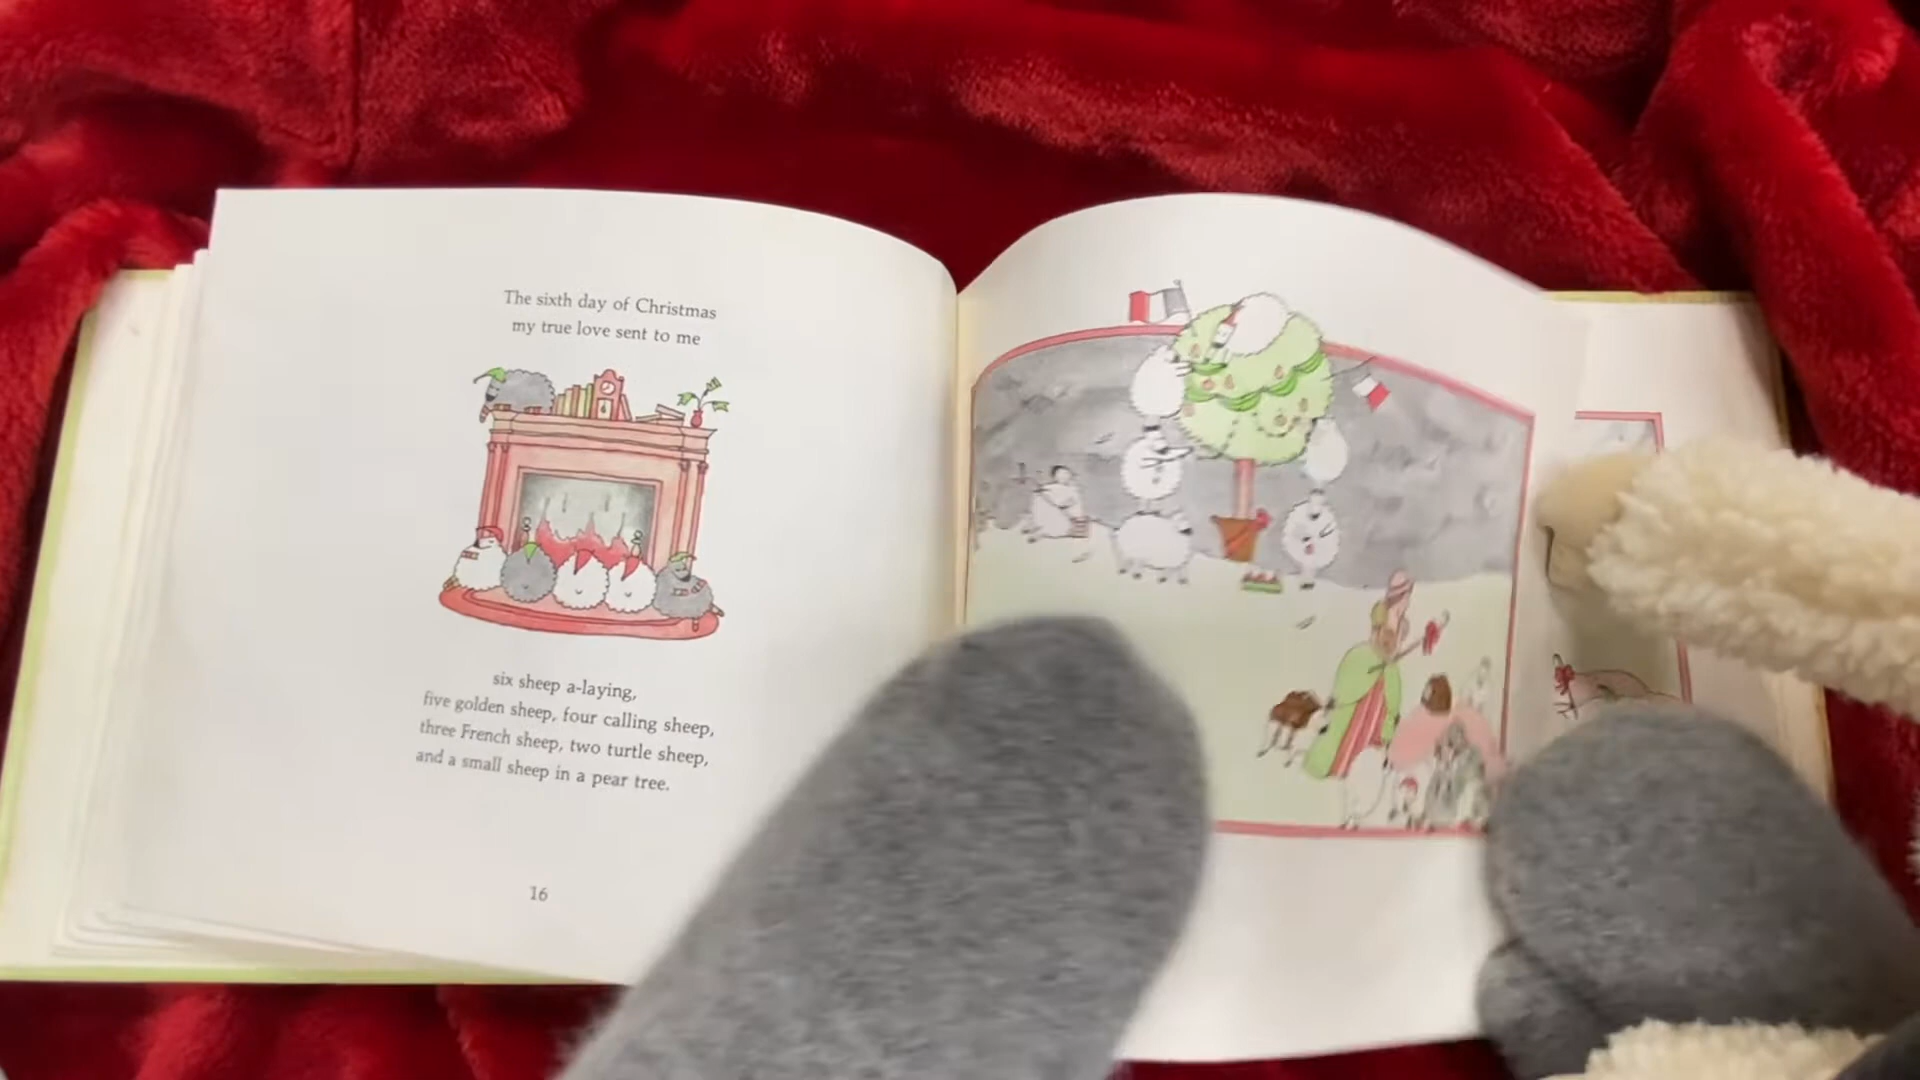 The sixth day of Christmas
my true love sent to me
six sheep a-laying,
five golden sheep, four calling sheep,
three French sheep, two turtle sheep,
and a small sheep in a pear tree.
16